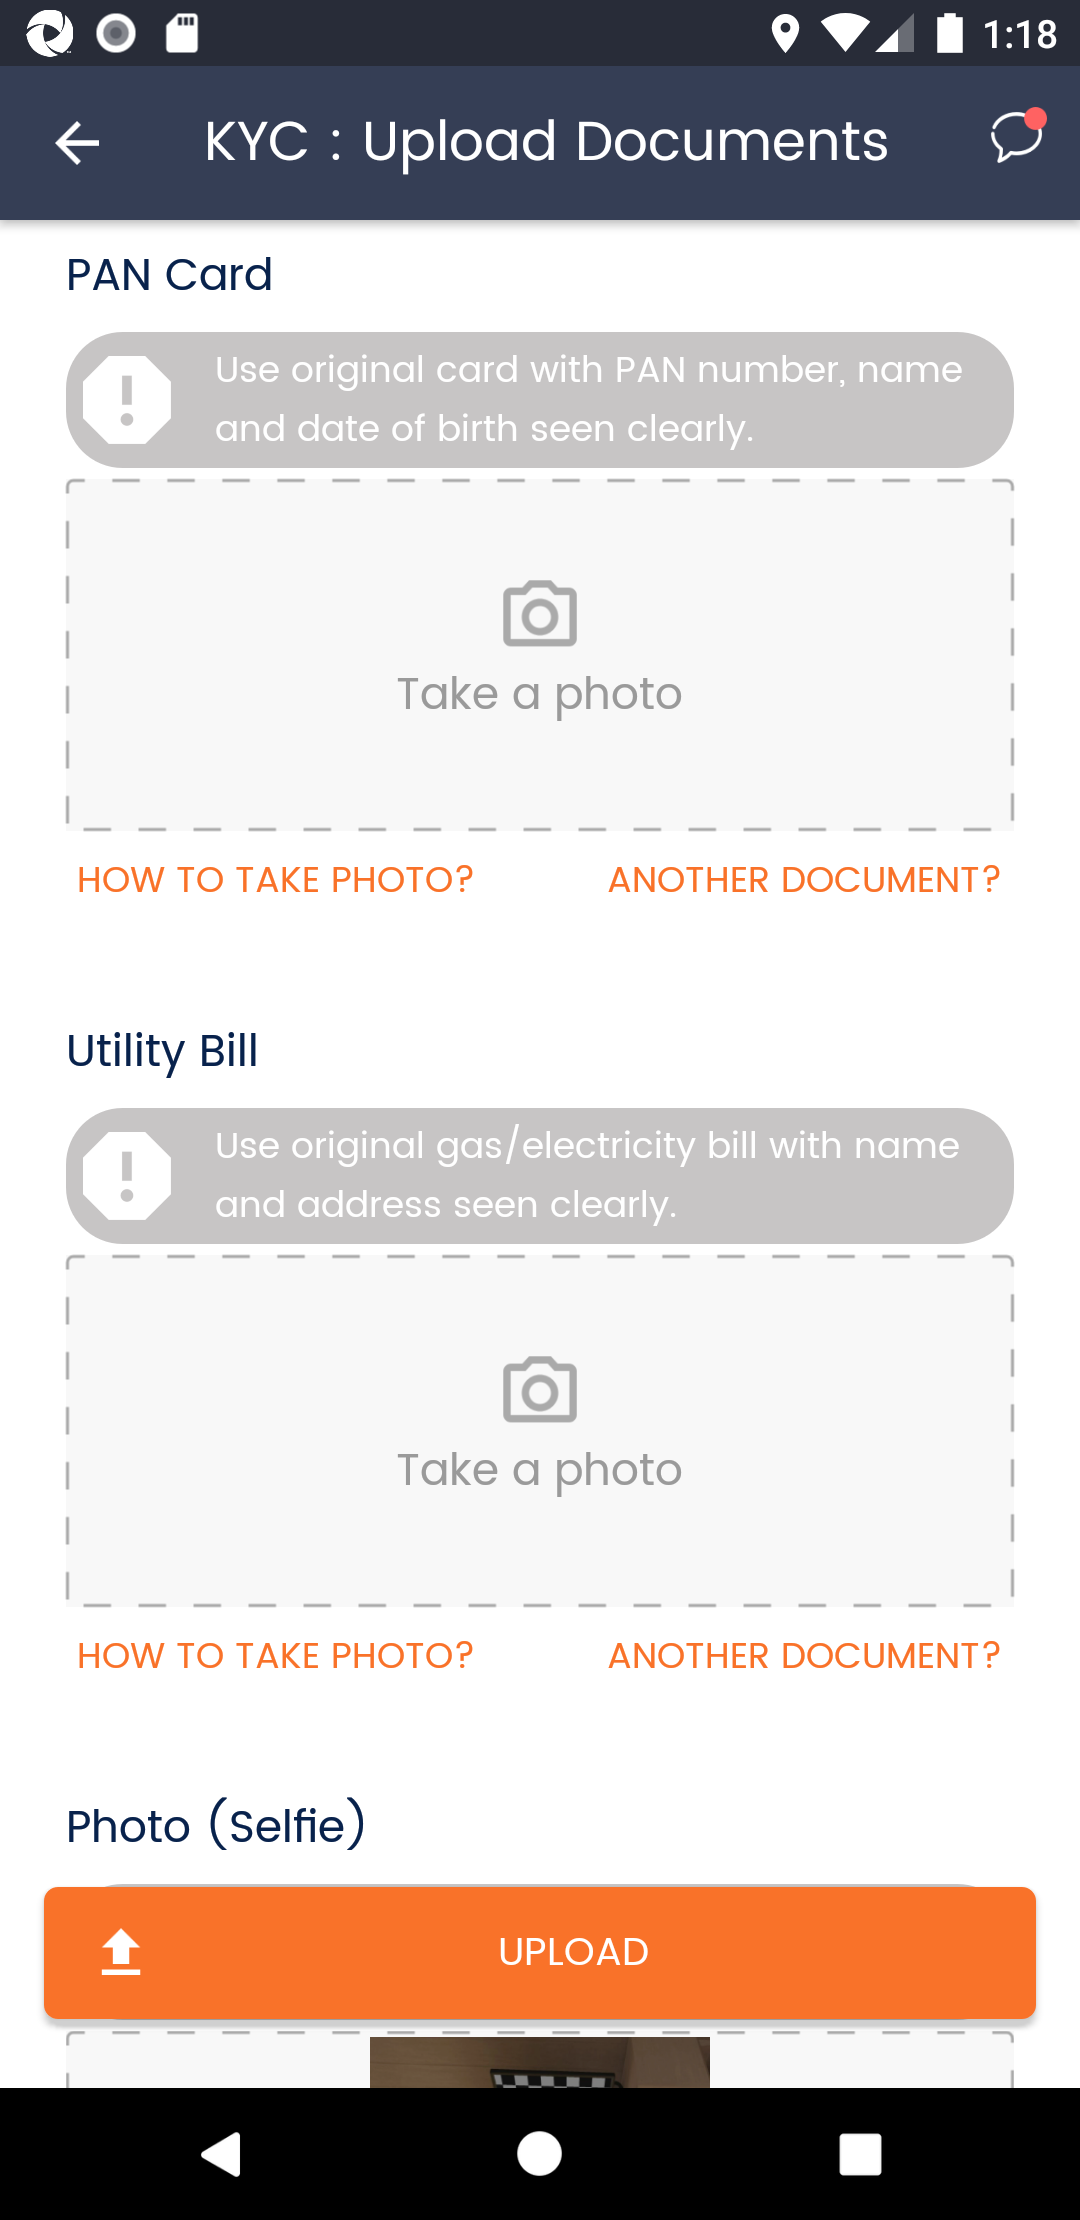 1:18
KYC : Upload Documents
PAN Card
Use original card with PAN number, name
and date of birth seen clearly.
Take a photo
HOW TO TAKE PHOTO?
ANOTHER DOCUMENT?
Utility Bill
Use original gas/electricity bill with name
and address seen clearly.
Take a photo
HOW TO TAKE PHOTO?
ANOTHER DOCUMENT?
Photo (Selfie)
UPLOAD